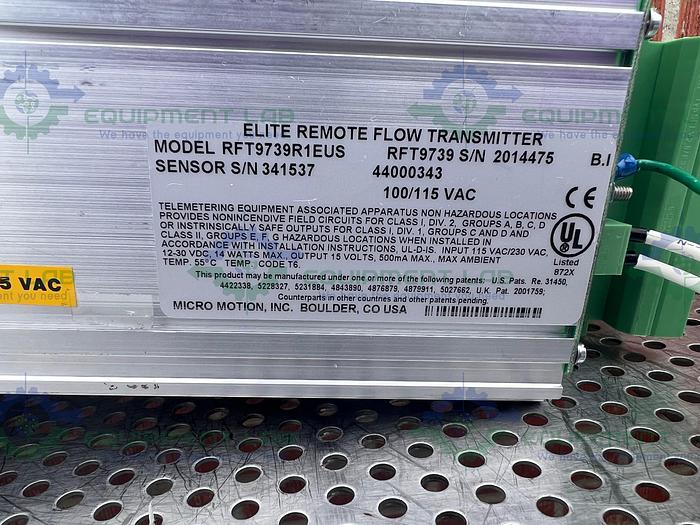 EQUIPMENT LAB
We have the equipment
ELITE REMOTE FLOW TRANSMITTER
MODEL RFT9739R1EUS RFT9739 S/N 2014475 B.I
SENSOR S/N 341537 44000343
100/115 VAC
CE
TELEMETERING EQUIPMENT ASSOCIATED APPARATUS NON HAZARDOUS LOCATIONS
PROVIDES NONINCENDIVE FIELD CIRCUITS FOR CLASS I, DIV. 2, GROUPS A, B, C, D
OR INSTRINSICALLY SAFE OUTPUTS FOR CLASS I, DIV. 1, GROUPS C AND D AND
CLASS II, GROUPS E, F, G HAZARDOUS LOCATIONS WHEN INSTALLED IN
ACCORDANCE WITH INSTALLATION INSTRUCTIONS, UL-D-IS. INPUT 115 VAC/230 VAC,
12-30 VDC, 14 WATTS MAX., OUTPUT 15 VOLTS, 500mA MAX., MAX AMBIENT
TEMP. 55°C TEMP. CODE T6.
UL
Listed
872X
This product may be manufactured under one or more of the following patents: U.S. Pats. Re. 31450,
4422338, 5228327, 5231884, 4843890, 4876879, 4879911, 5027662, U.K. Pat. 2001759;
Counterparts in other countries and other patents pending.
MICRO MOTION, INC. BOULDER, CO USA
5 VAC
N